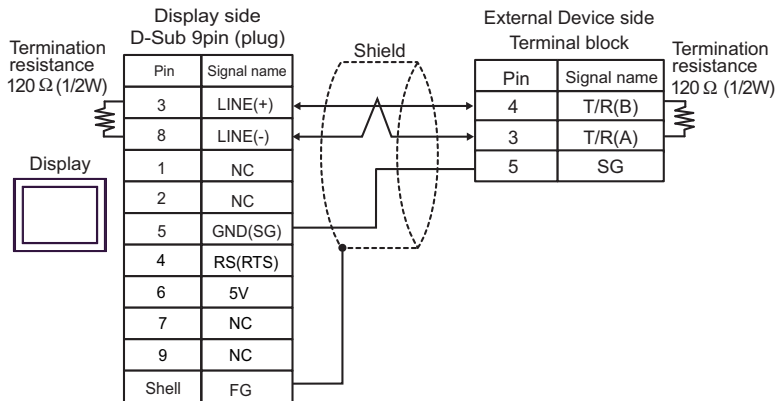 Display side
D-Sub 9pin (plug)
External Device side
Terminal block
Termination
resistance
120 Ω (1/2W)
Shield
Termination
resistance
120 Ω (1/2W)
Pin Signal name
3 LINE(+)
8 LINE(-)
1 NC
2 NC
5 GND(SG)
4 RS(RTS)
6 5V
7 NC
9 NC
Shell FG
Display
Pin Signal name
4 T/R(B)
3 T/R(A)
5 SG